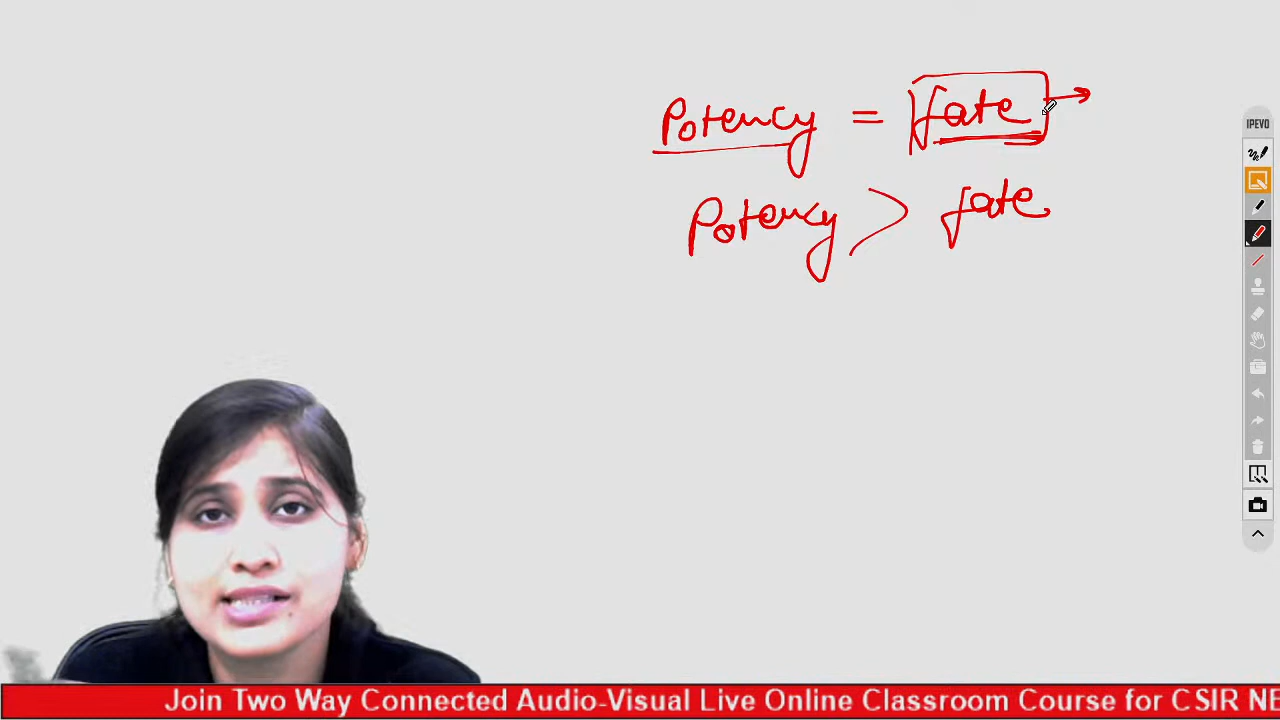 Potency = fate
Potency > fate
IPEVO
Join Two Way Connected Audio-Visual Live Online Classroom Course for CSIR NE